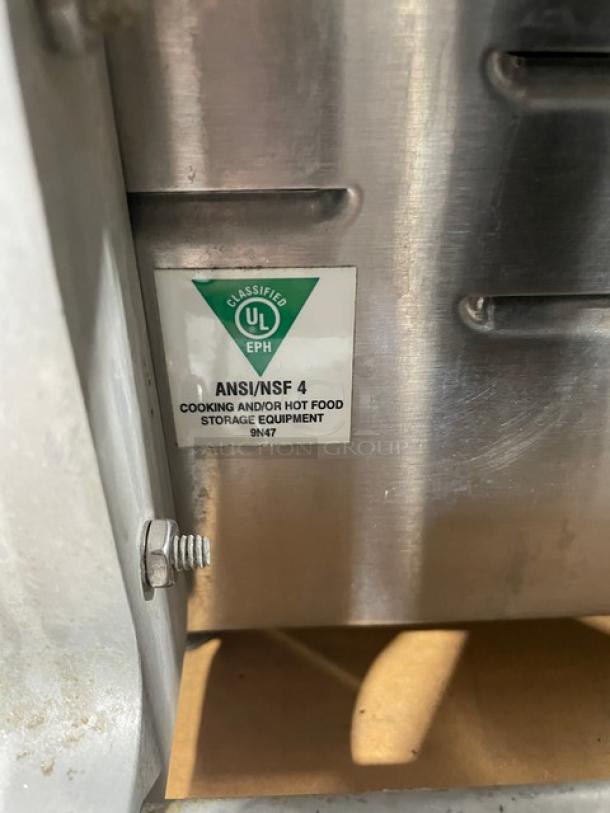 CLASSIFIED
UL
EPH
ANSI/NSF 4
COOKING AND/OR HOT FOOD
STORAGE EQUIPMENT
9N47
AUCTION GROUP